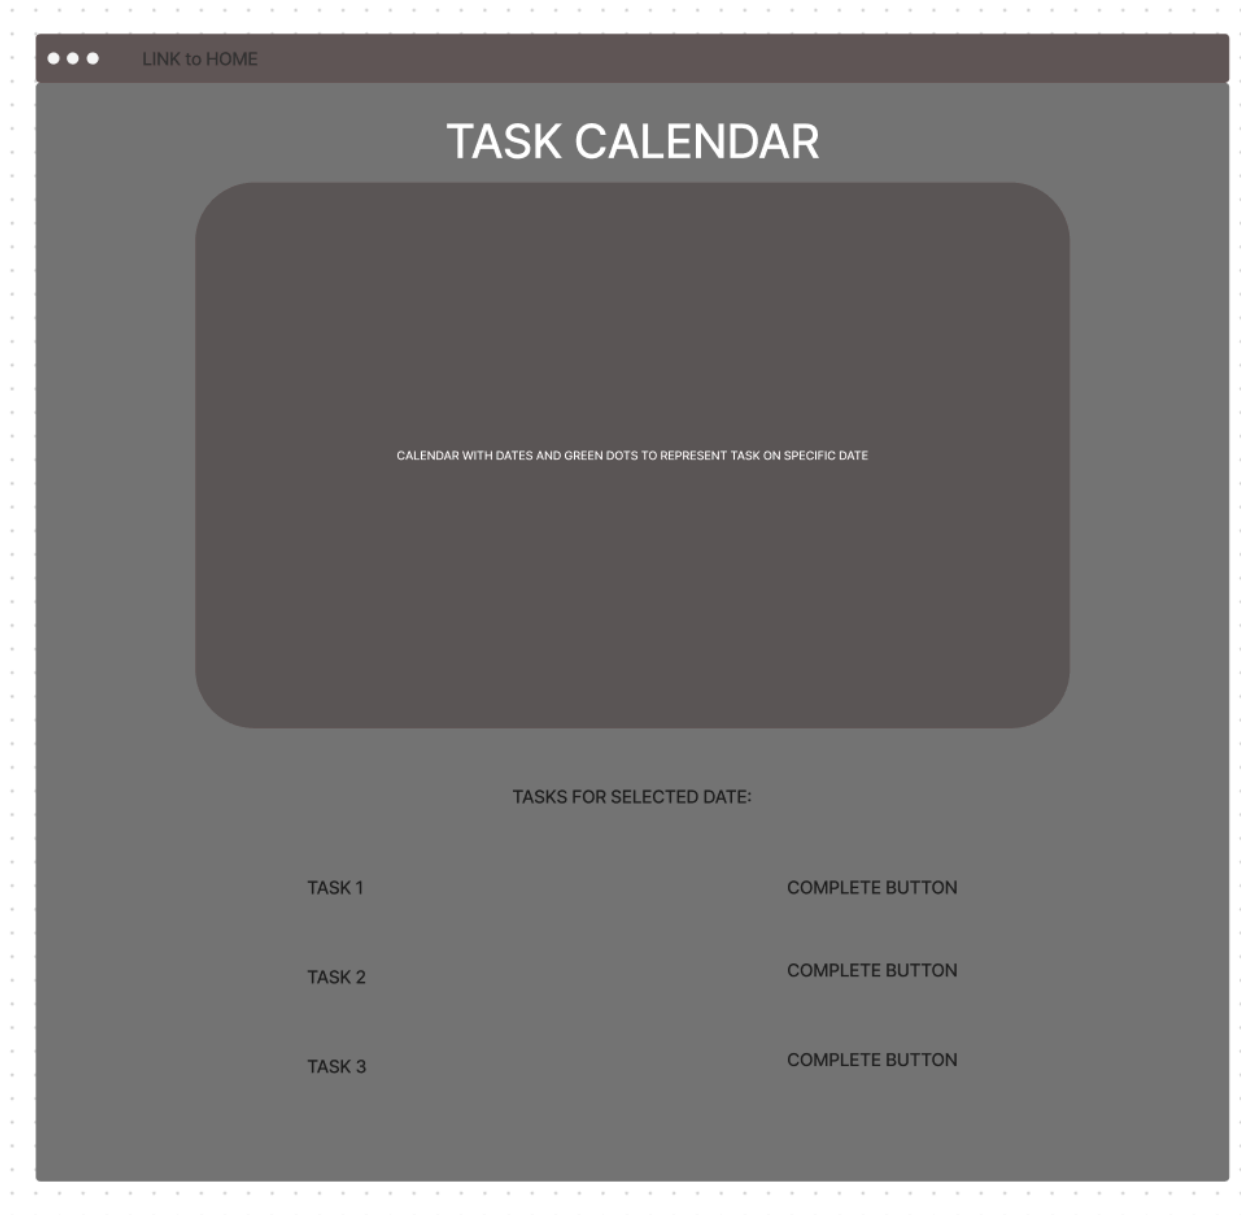 LINK to HOME
TASK CALENDAR
CALENDAR WITH DATES AND GREEN DOTS TO REPRESENT TASK ON SPECIFIC DATE
TASKS FOR SELECTED DATE:
TASK 1 COMPLETE BUTTON
TASK 2 COMPLETE BUTTON
TASK 3 COMPLETE BUTTON